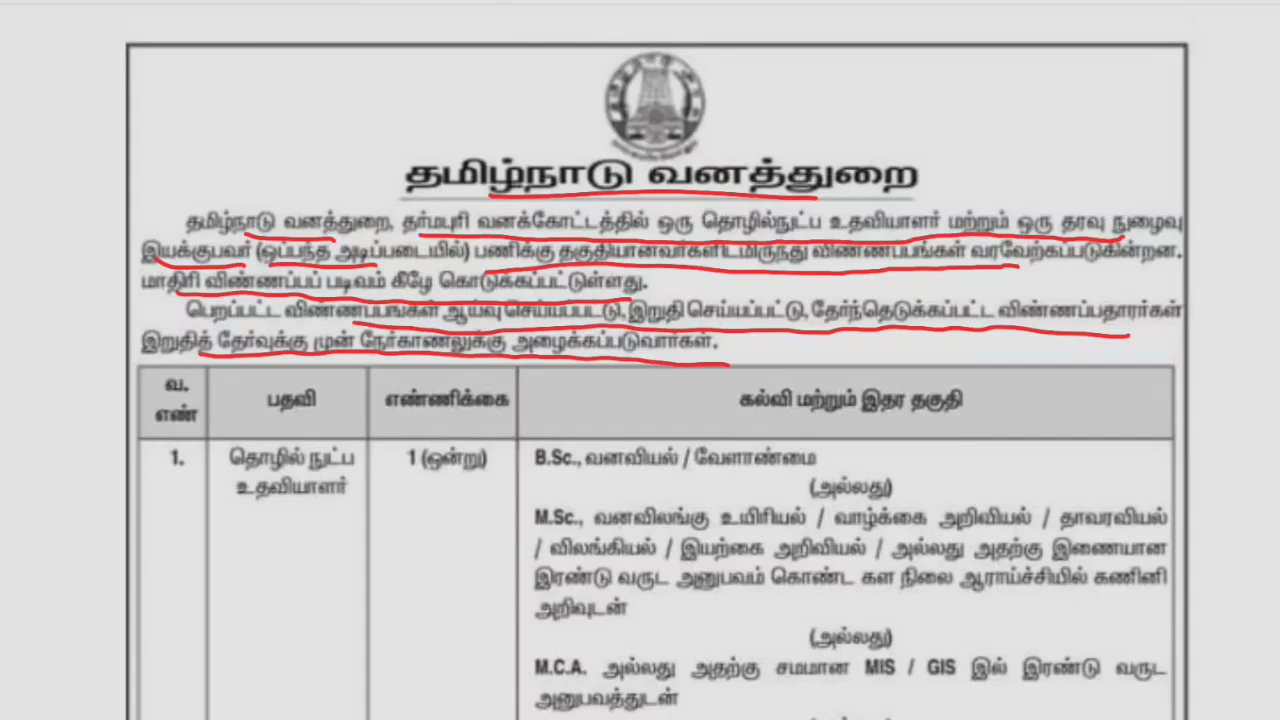 தமிழ்நாடு வனத்துறை
தமிழ்நாடு வனத்துறை, தர்மபுரி வனக்கோட்டத்தில் ஒரு தொழில்நுட்ப உதவியாளர் மற்றும் ஒரு தரவு நுழைவு
இயக்குபவர் (ஒப்பந்த அடிப்படையில்) பணிக்கு தகுதியானவர்களிடமிருந்து விண்ணப்பங்கள் வரவேற்கப்படுகின்றன.
மாதிரி விண்ணப்பப் படிவம் கீழே கொடுக்கப்பட்டுள்ளது.
பெறப்பட்ட விண்ணப்பங்கள் ஆய்வு செய்யப்பட்டு, இறுதி செய்யப்பட்டு, தேர்ந்தெடுக்கப்பட்ட விண்ணப்பதாரர்கள்
இறுதித் தேர்வுக்கு முன் நேர்காணலுக்கு அழைக்கப்படுவார்கள்.
வ. எண் பதவி எண்ணிக்கை கல்வி மற்றும் இதர தகுதி
1. தொழில் நுட்ப உதவியாளர் 1 (ஒன்று) B.Sc., வனவியல் / வேளாண்மை
(அல்லது)
M.Sc., வனவிலங்கு உயிரியல் / வாழ்க்கை அறிவியல் / தாவரவியல்
/ விலங்கியல் / இயற்கை அறிவியல் / அல்லது அதற்கு இணையான
இரண்டு வருட அனுபவம் கொண்ட கள நிலை ஆராய்ச்சியில் கணினி
அறிவுடன்
(அல்லது)
M.C.A. அல்லது அதற்கு சமமான MIS / GIS இல் இரண்டு வருட
அனுபவத்துடன்